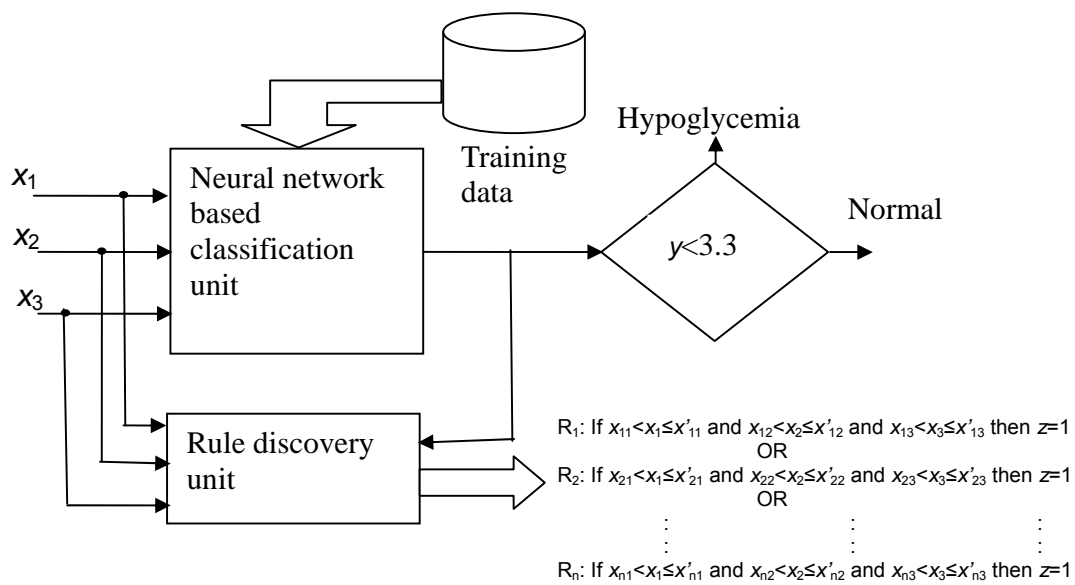 Hypoglycemia
Training
data
x₁
x₂
x₃
Neural network
based
classification
unit
y<3.3
Normal
Rule discovery
unit
R₁: If x₁₁<x₁≤x'₁₁ and x₁₂<x₂≤x'₁₂ and x₁₃<x₃≤x'₁₃ then z=1
OR
R₂: If x₂₁<x₁≤x'₂₁ and x₂₂<x₂≤x'₂₂ and x₂₃<x₃≤x'₂₃ then z=1
OR
: : :
: : :
Rₙ: If xₙ₁<x₁≤x'ₙ₁ and xₙ₂<x₂≤x'ₙ₂ and xₙ₃<x₃≤x'ₙ₃ then z=1